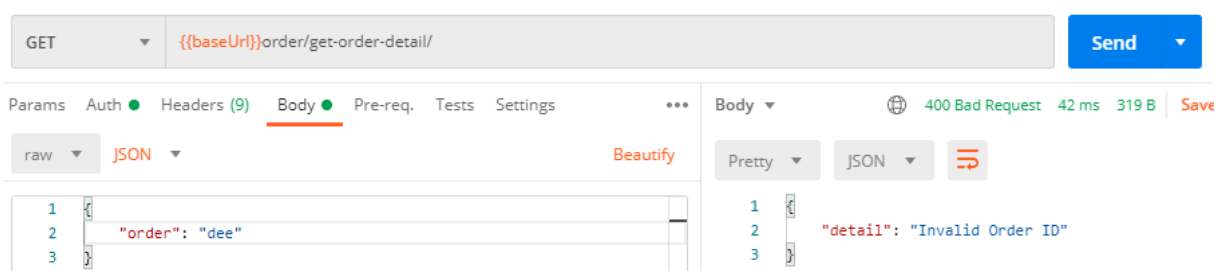 GET {{baseUrl}}order/get-order-detail/ Send
Params Auth Headers (9) Body Pre-req. Tests Settings
raw JSON Beautify
1 {
2 "order": "dee"
3 }
Body 400 Bad Request 42 ms 319 B Save
Pretty JSON
1 {
2 "detail": "Invalid Order ID"
3 }